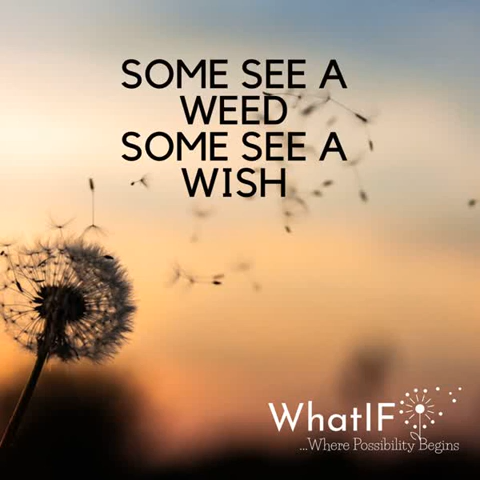 SOME SEE A
WEED
SOME SEE A
WISH
WhatIF
...Where Possibility Begins